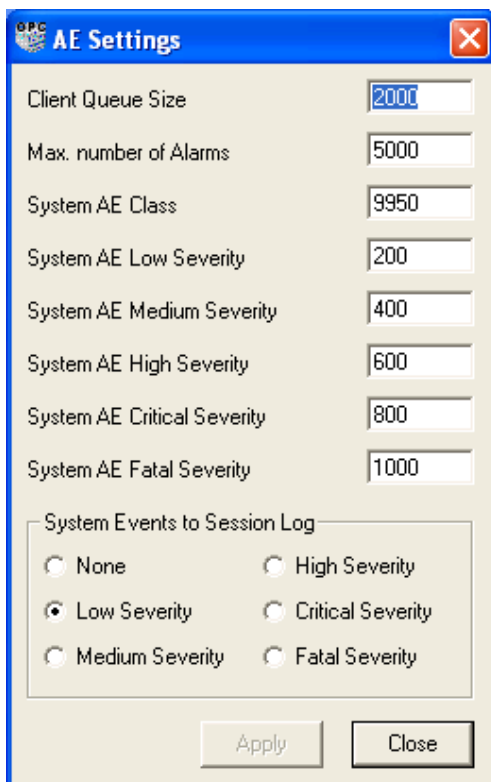 OPC AE Settings
Client Queue Size 2000
Max. number of Alarms 5000
System AE Class 9950
System AE Low Severity 200
System AE Medium Severity 400
System AE High Severity 600
System AE Critical Severity 800
System AE Fatal Severity 1000
System Events to Session Log
None High Severity
Low Severity Critical Severity
Medium Severity Fatal Severity
Apply Close